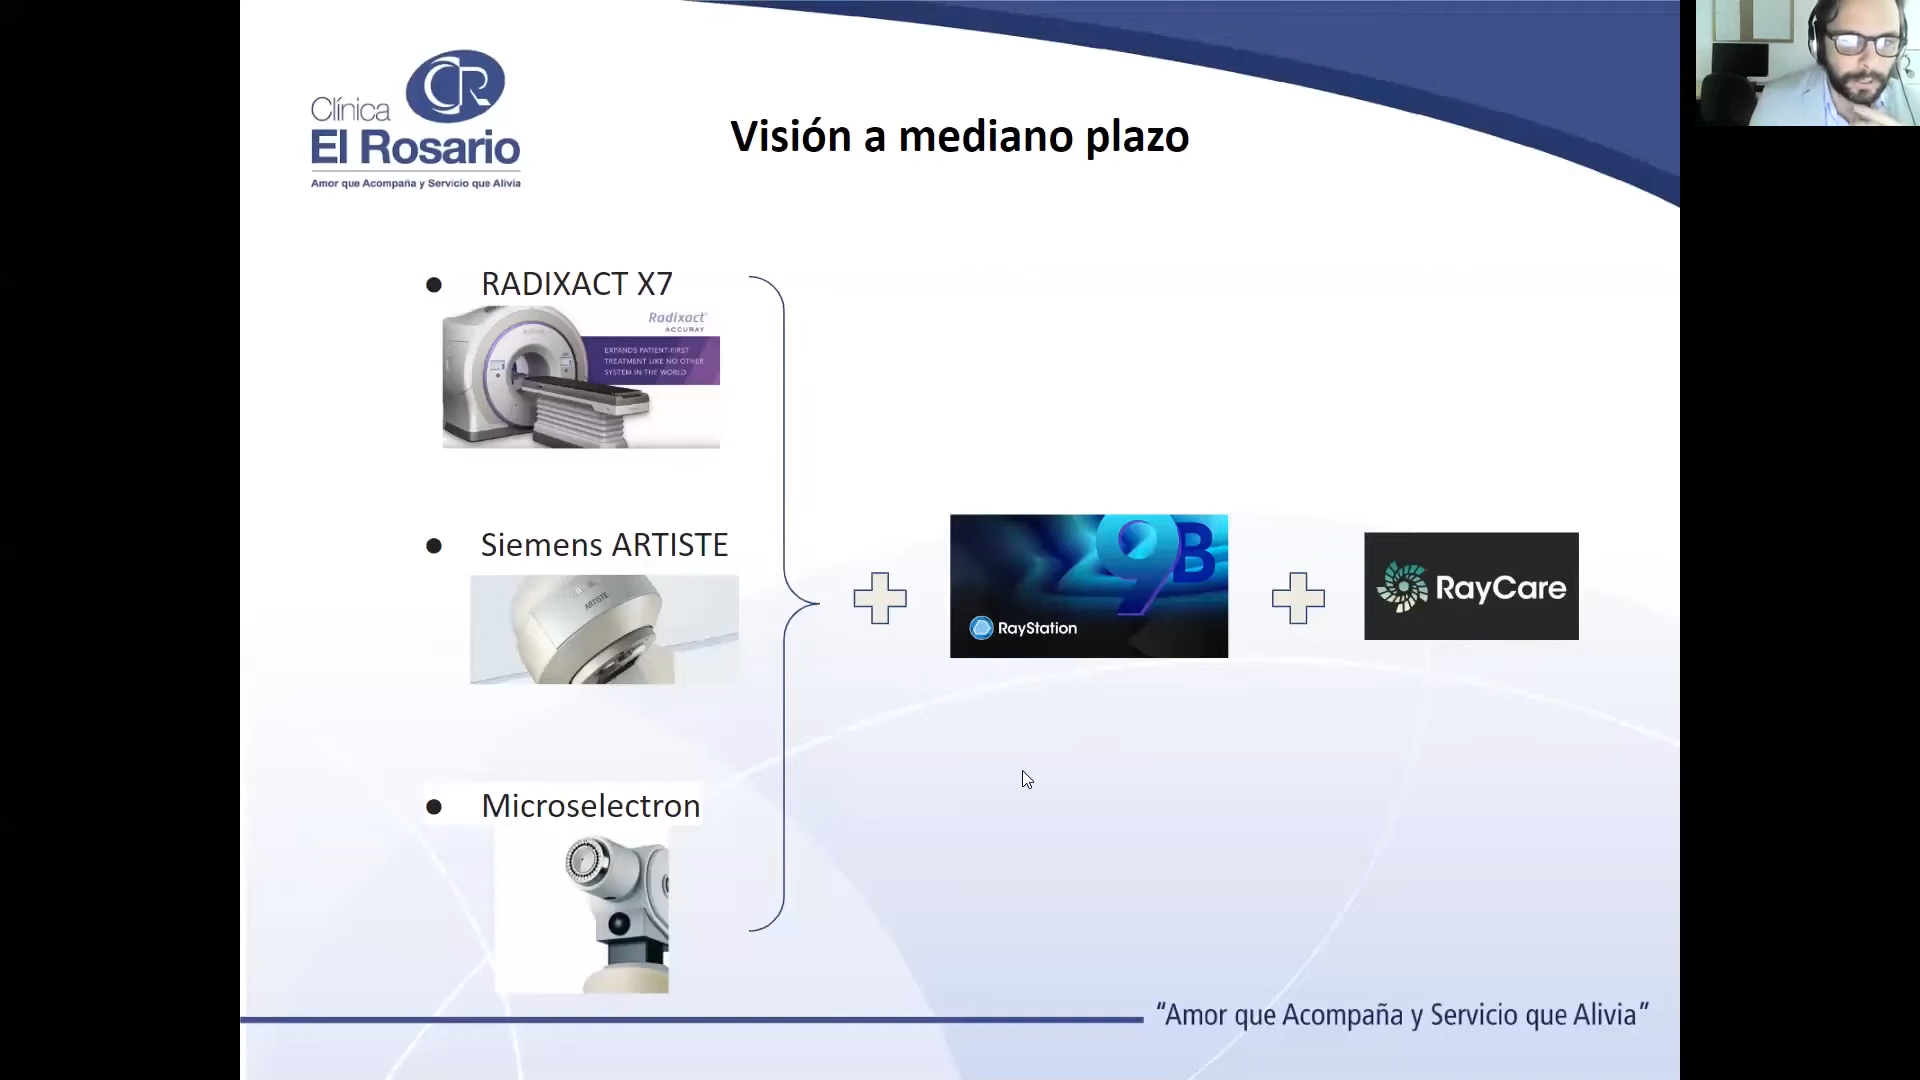 CR
Clínica
El Rosario
Amor que Acompaña y Servicio que Alivia
Visión a mediano plazo
● RADIXACT X7
Radixact
ACCURAY
EXPANDS PATIENT-FIRST
TREATMENT LIKE NO OTHER
SYSTEM IN THE WORLD
● Siemens ARTISTE
ARTISTE
9B
RayStation
RayCare
● Microselectron
“Amor que Acompaña y Servicio que Alivia”